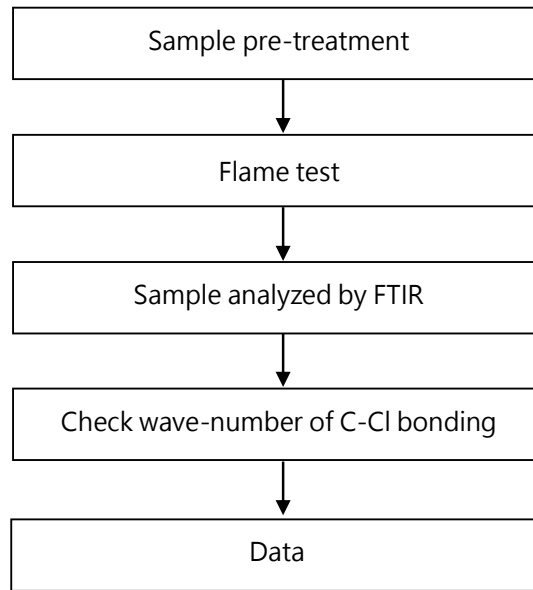 Sample pre-treatment
Flame test
Sample analyzed by FTIR
Check wave-number of C-Cl bonding
Data